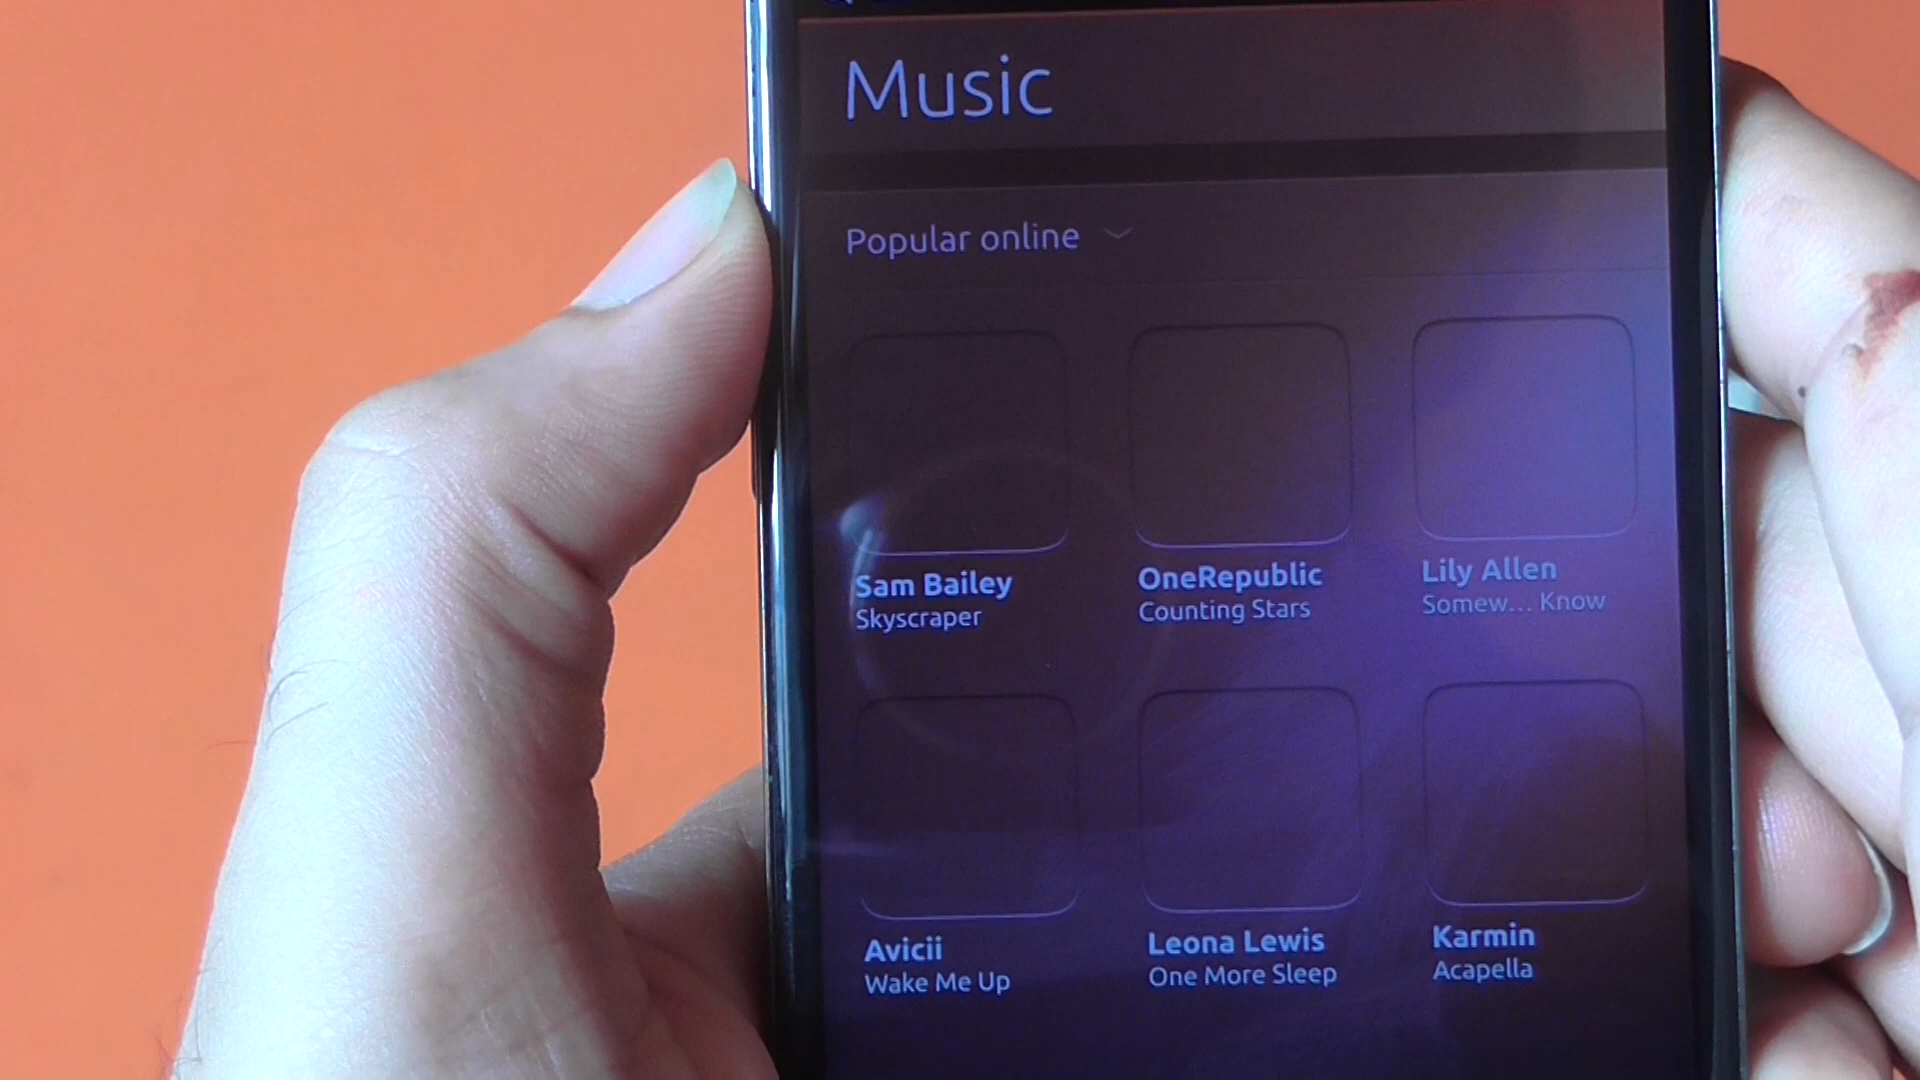 Music
Popular online
Sam Bailey
Skyscraper
OneRepublic
Counting Stars
Lily Allen
Somew... Know
Avicii
Wake Me Up
Leona Lewis
One More Sleep
Karmin
Acapella